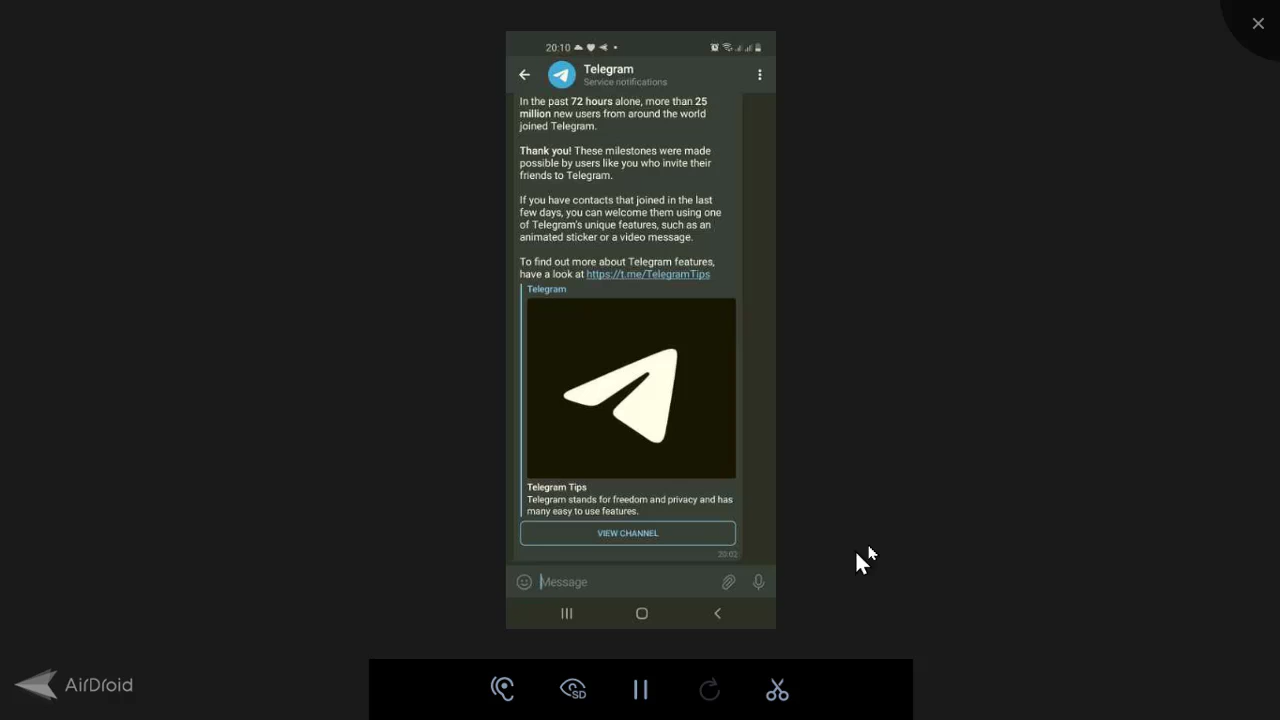 20:10
Telegram
Service notifications
In the past 72 hours alone, more than 25
million new users from around the world
joined Telegram.
Thank you! These milestones were made
possible by users like you who invite their
friends to Telegram.
If you have contacts that joined in the last
few days, you can welcome them using one
of Telegram's unique features, such as an
animated sticker or a video message.
To find out more about Telegram features,
have a look at https://t.me/TelegramTips
Telegram
Telegram Tips
Telegram stands for freedom and privacy and has
many easy to use features.
VIEW CHANNEL
20:02
Message
AirDroid
SD